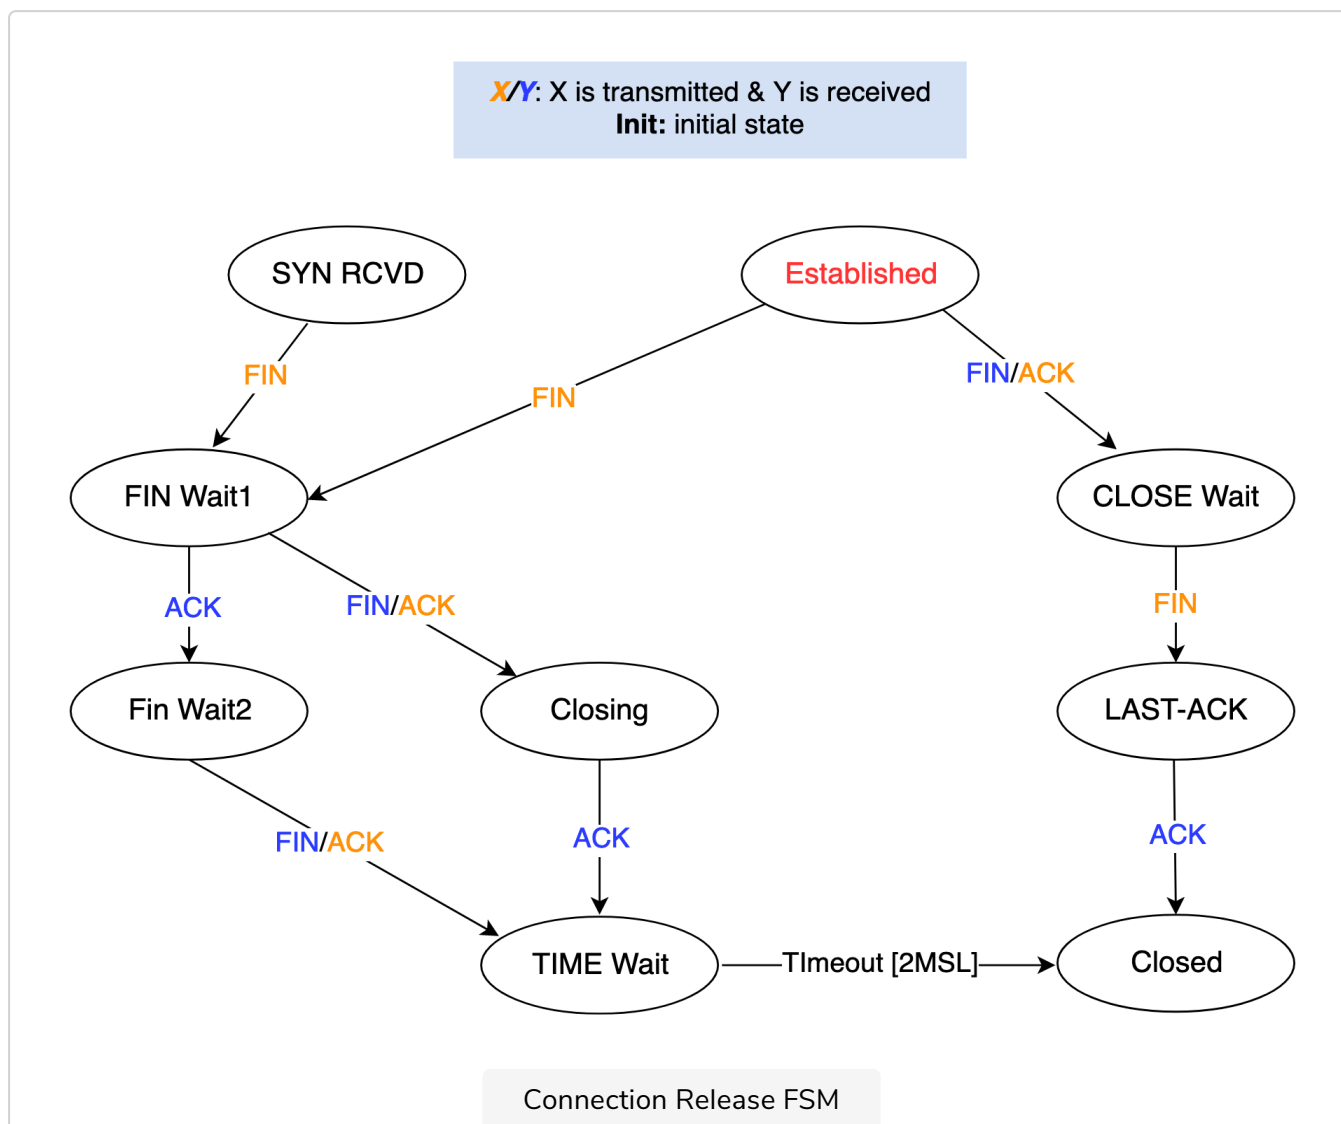 X/Y: X is transmitted & Y is received
Init: initial state
SYN RCVD
Established
FIN
FIN
FIN/ACK
FIN Wait1
CLOSE Wait
ACK
FIN/ACK
FIN
Fin Wait2
Closing
LAST-ACK
FIN/ACK
ACK
ACK
TIME Wait
TImeout [2MSL]
Closed
Connection Release FSM